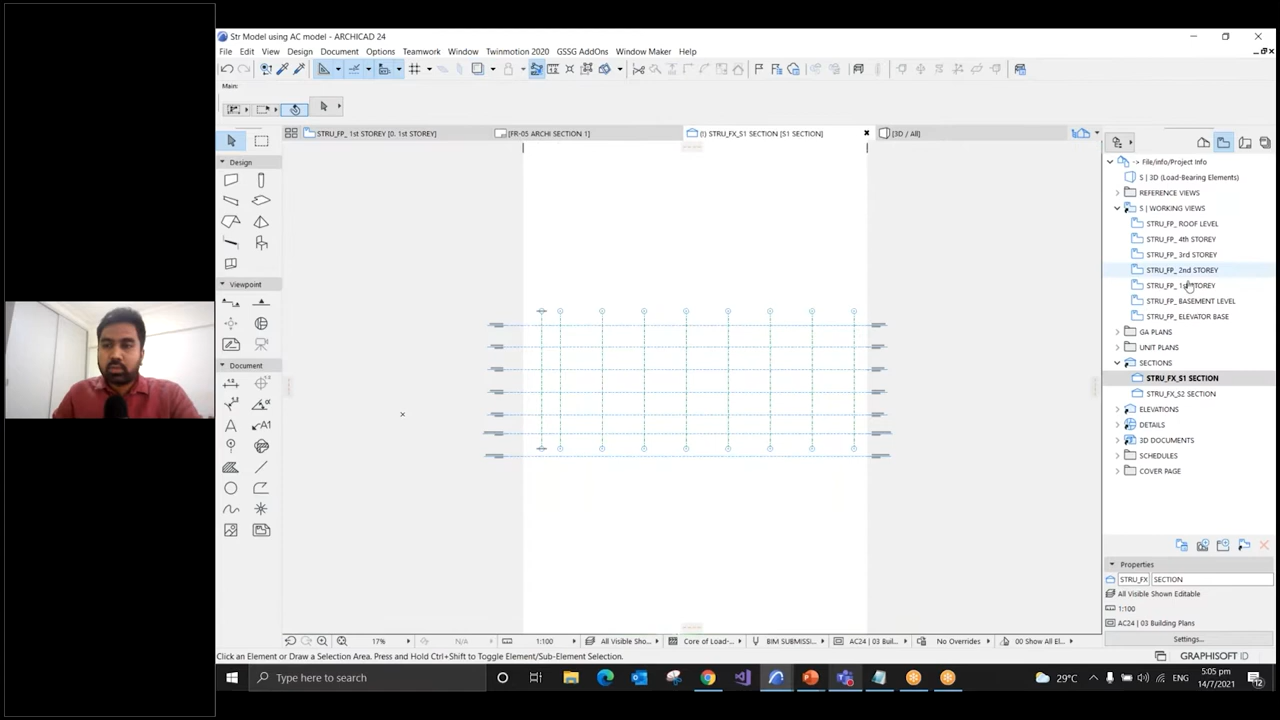 Str Model using AC model - ARCHICAD 24
File Edit View Design Document Options Teamwork Window Twinmotion 2020 GSSG AddOns Window Maker Help
Main:
STRU_FP_ 1st STOREY [0. 1st STOREY]
[FR-05 ARCHI SECTION 1]
(!) STRU_FX_S1 SECTION [S1 SECTION]
[3D / All]
Design
Viewpoint
Document
-> File/info/Project Info
S | 3D (Load-Bearing Elements)
REFERENCE VIEWS
S | WORKING VIEWS
STRU_FP_ ROOF LEVEL
STRU_FP_ 4th STOREY
STRU_FP_ 3rd STOREY
STRU_FP_ 2nd STOREY
STRU_FP_ 1st STOREY
STRU_FP_ BASEMENT LEVEL
STRU_FP_ ELEVATOR BASE
GA PLANS
UNIT PLANS
SECTIONS
STRU_FX_S1 SECTION
STRU_FX_S2 SECTION
ELEVATIONS
DETAILS
3D DOCUMENTS
SCHEDULES
COVER PAGE
Properties
STRU_FX SECTION
All Visible Shown Editable
1:100
AC24 | 03 Building Plans
Settings...
17% N/A 1:100 All Visible Sho... Core of Load-... BIM SUBMISSI... AC24 | 03 Buil... No Overrides 00 Show All El...
Click an Element or Draw a Selection Area. Press and Hold Ctrl+Shift to Toggle Element/Sub-Element Selection.
GRAPHISOFT ID
Type here to search
29°C
ENG
5:05 pm
14/7/2021
12